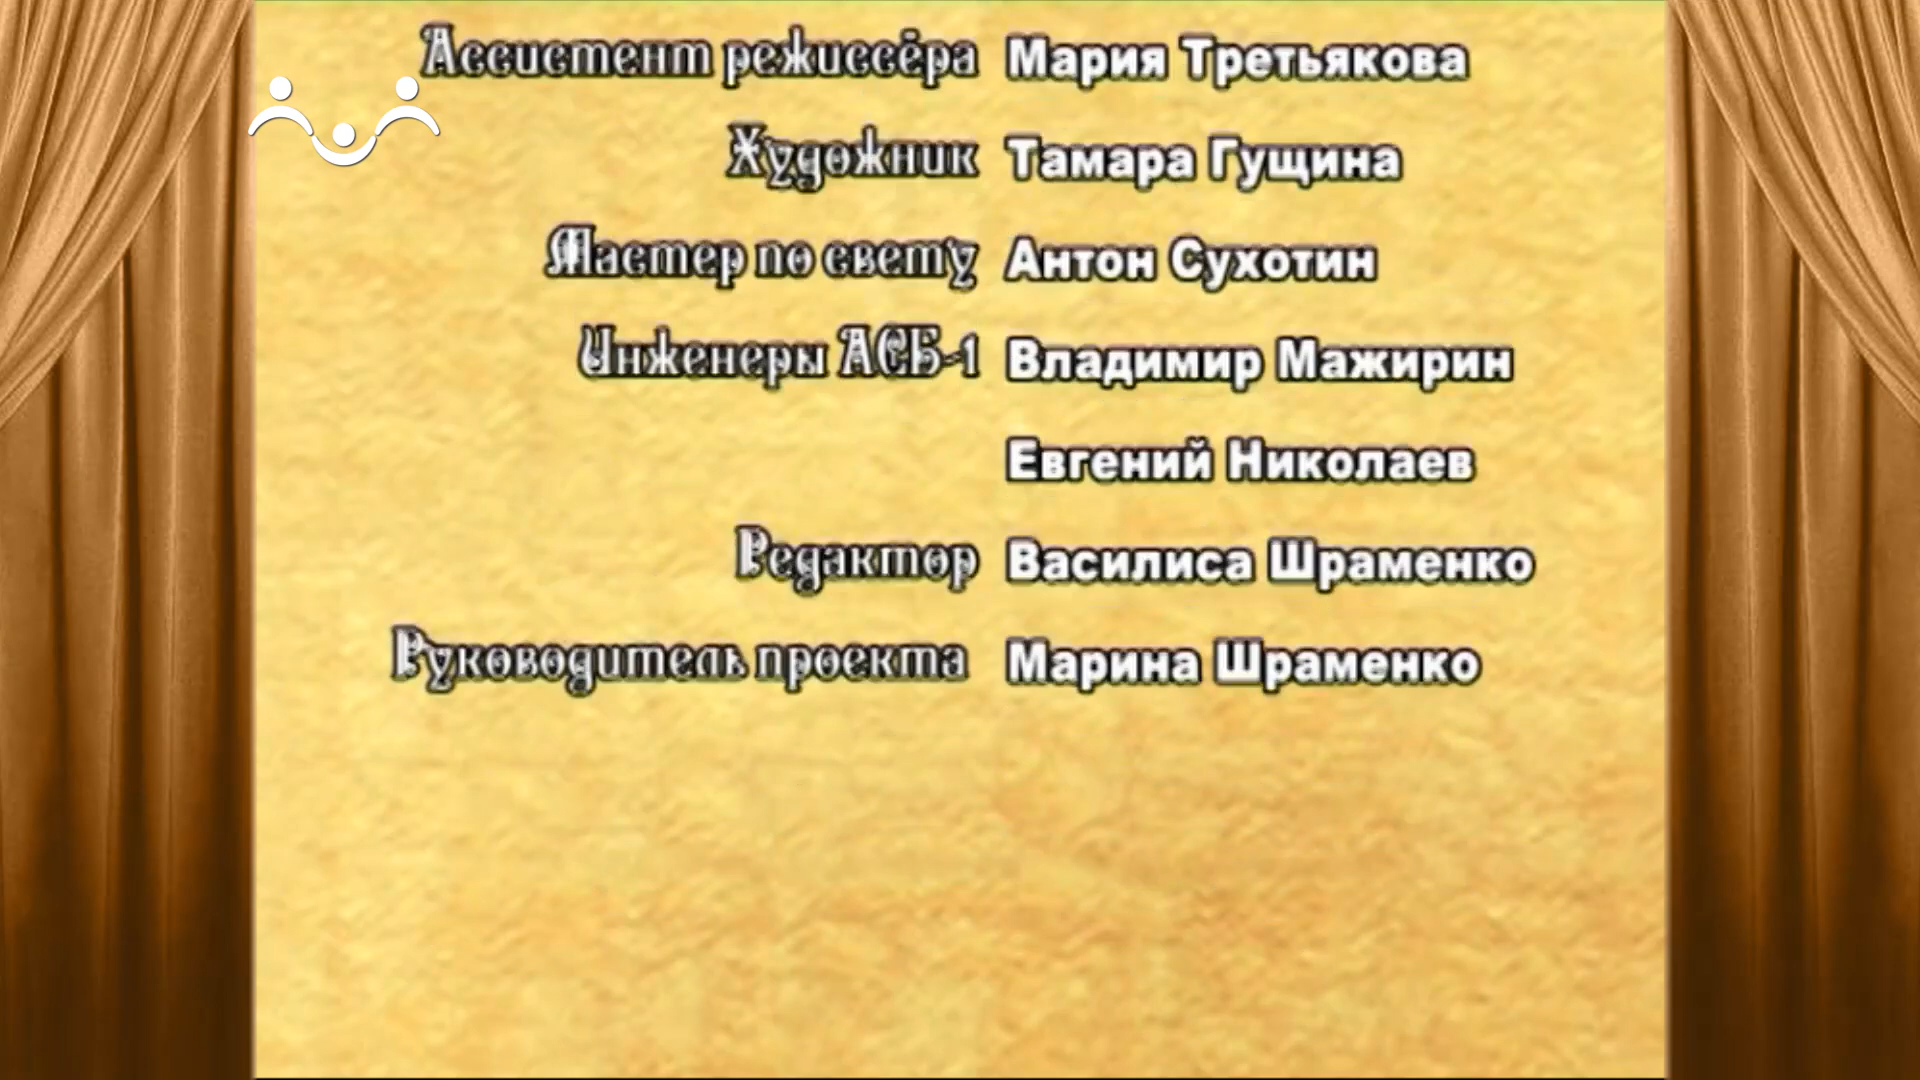 Ассистент режиссёра Мария Третьякова
Художник Тамара Гущина
Мастер по свету Антон Сухотин
Инженеры АСБ-1 Владимир Мажирин
Евгений Николаев
Редактор Василиса Шраменко
Руководитель проекта Марина Шраменко